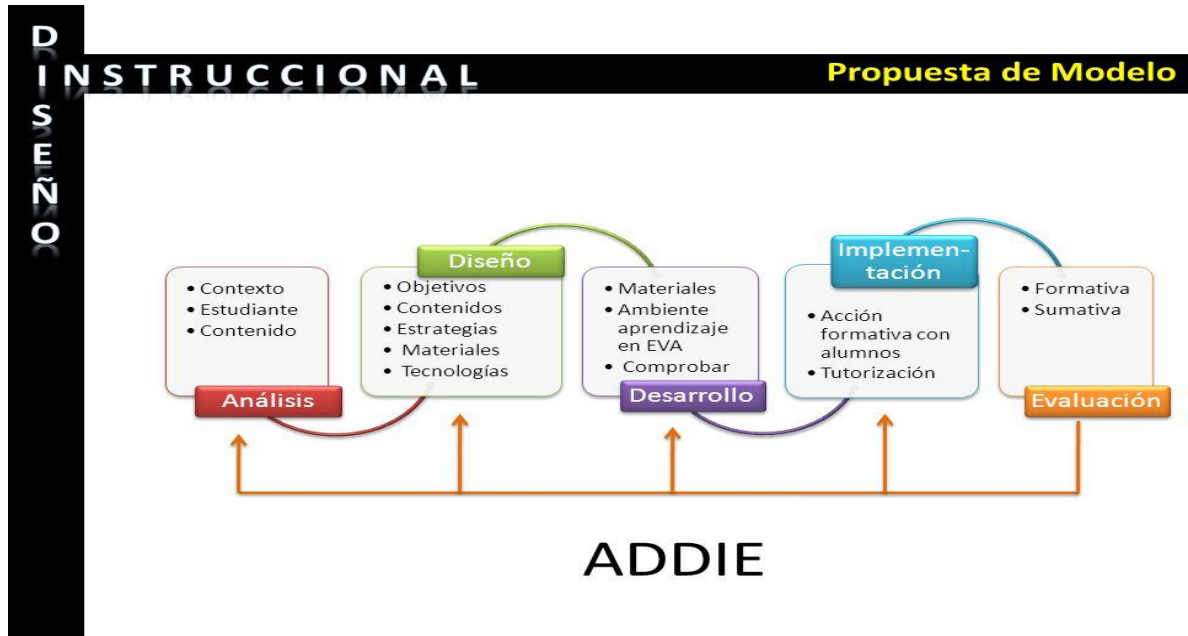 DISEÑO
INSTRUCCIONAL
Propuesta de Modelo
• Contexto
• Estudiante
• Contenido
Análisis
Diseño
• Objetivos
• Contenidos
• Estrategias
• Materiales
• Tecnologías
• Materiales
• Ambiente
aprendizaje
en EVA
• Comprobar
Desarrollo
Implemen-
tación
• Acción
formativa con
alumnos
• Tutorización
• Formativa
• Sumativa
Evaluación
ADDIE